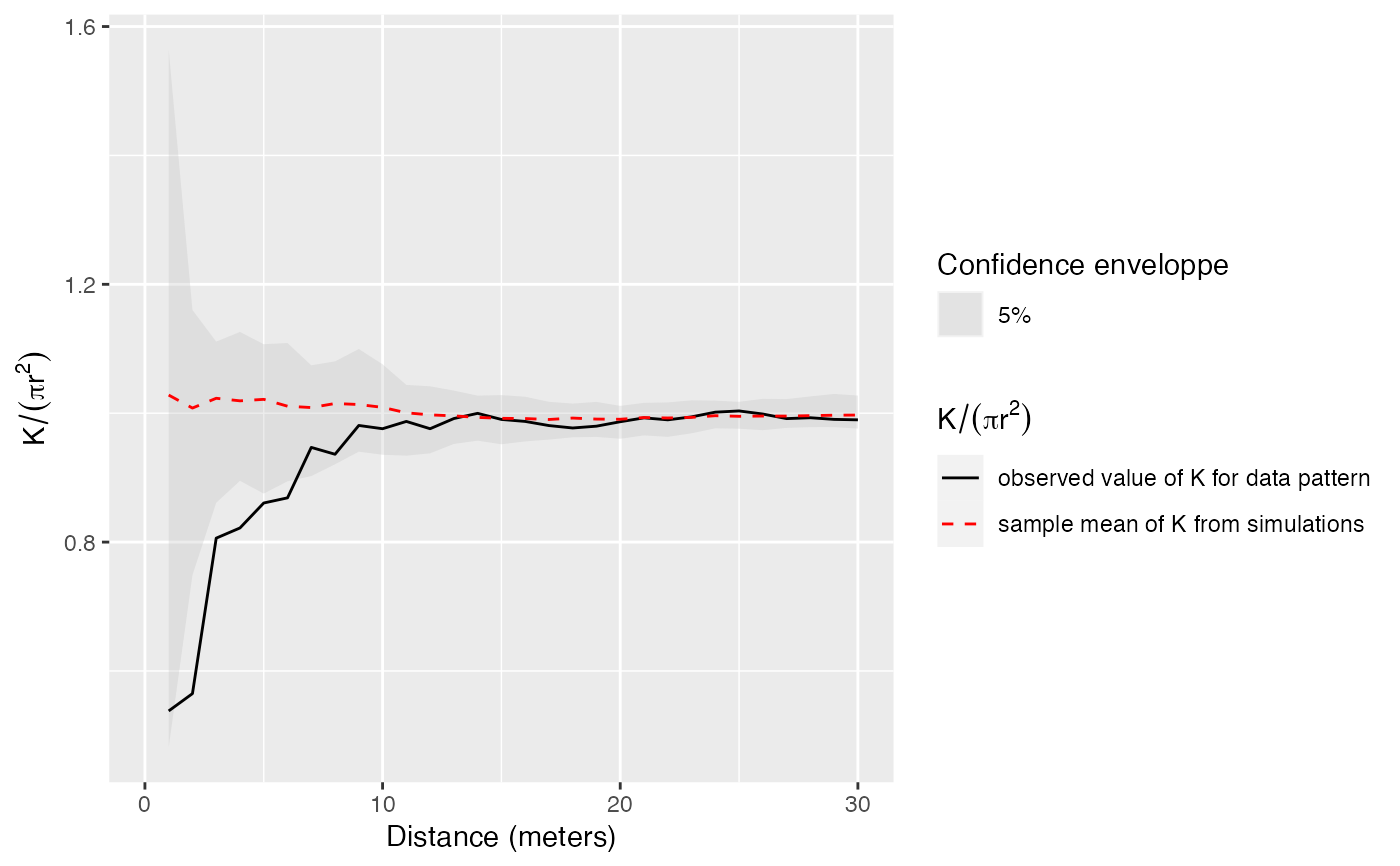 1.6
1.2
0.8
K/(πr²)
0
10
20
30
Distance (meters)
Confidence enveloppe
5%
K/(πr²)
observed value of K for data pattern
sample mean of K from simulations